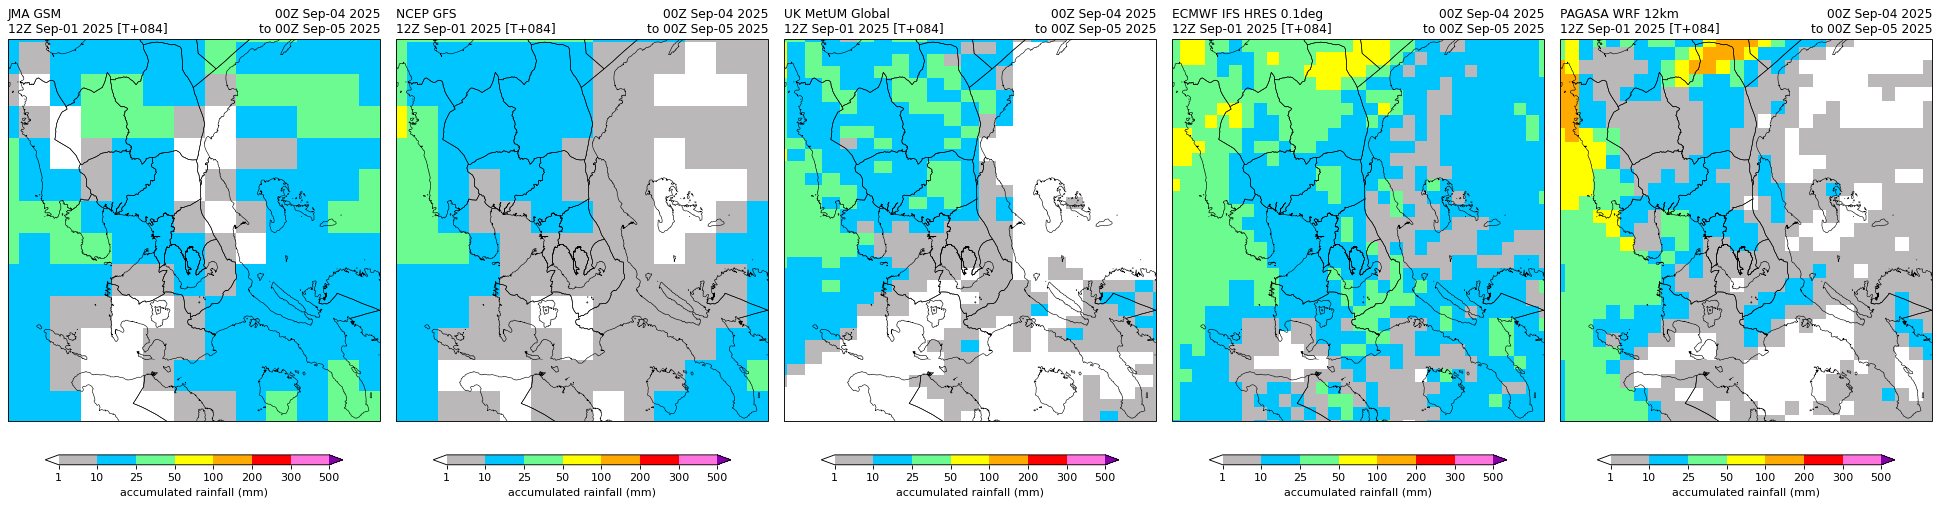 JMA GSM 00Z Sep-04 2025
12Z Sep-01 2025 [T+084] to 00Z Sep-05 2025
NCEP GFS 00Z Sep-04 2025
12Z Sep-01 2025 [T+084] to 00Z Sep-05 2025
UK MetUM Global 00Z Sep-04 2025
12Z Sep-01 2025 [T+084] to 00Z Sep-05 2025
ECMWF IFS HRES 0.1deg 00Z Sep-04 2025
12Z Sep-01 2025 [T+084] to 00Z Sep-05 2025
PAGASA WRF 12km 00Z Sep-04 2025
12Z Sep-01 2025 [T+084] to 00Z Sep-05 2025
1 10 25 50 100 200 300 500
accumulated rainfall (mm)
1 10 25 50 100 200 300 500
accumulated rainfall (mm)
1 10 25 50 100 200 300 500
accumulated rainfall (mm)
1 10 25 50 100 200 300 500
accumulated rainfall (mm)
1 10 25 50 100 200 300 500
accumulated rainfall (mm)